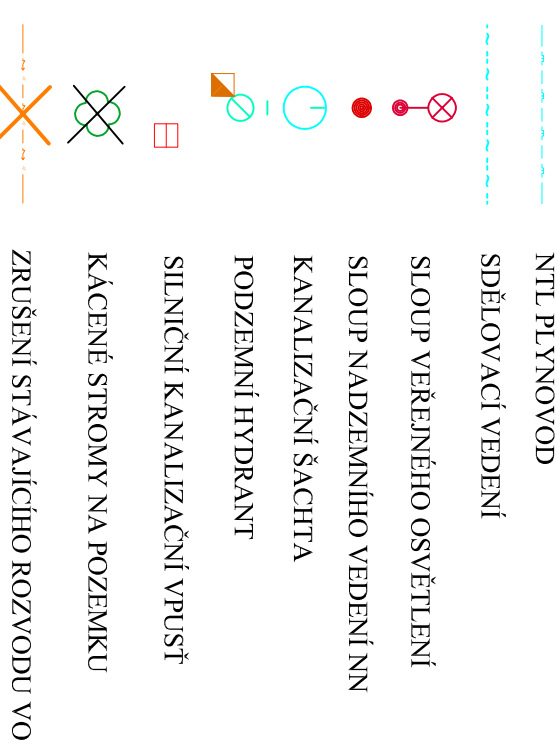 NTL PLYNOVOD
SDĚLOVACÍ VEDENÍ
SLOUP VEŘEJNÉHO OSVĚTLENÍ
SLOUP NADZEMNÍHO VEDENÍ NN
KANALIZAČNÍ ŠACHTA
PODZEMNÍ HYDRANT
SILNIČNÍ KANALIZAČNÍ VPUSŤ
KÁCENÉ STROMY NA POZEMKU
ZRUŠENÍ STÁVAJÍCÍHO ROZVODU VO